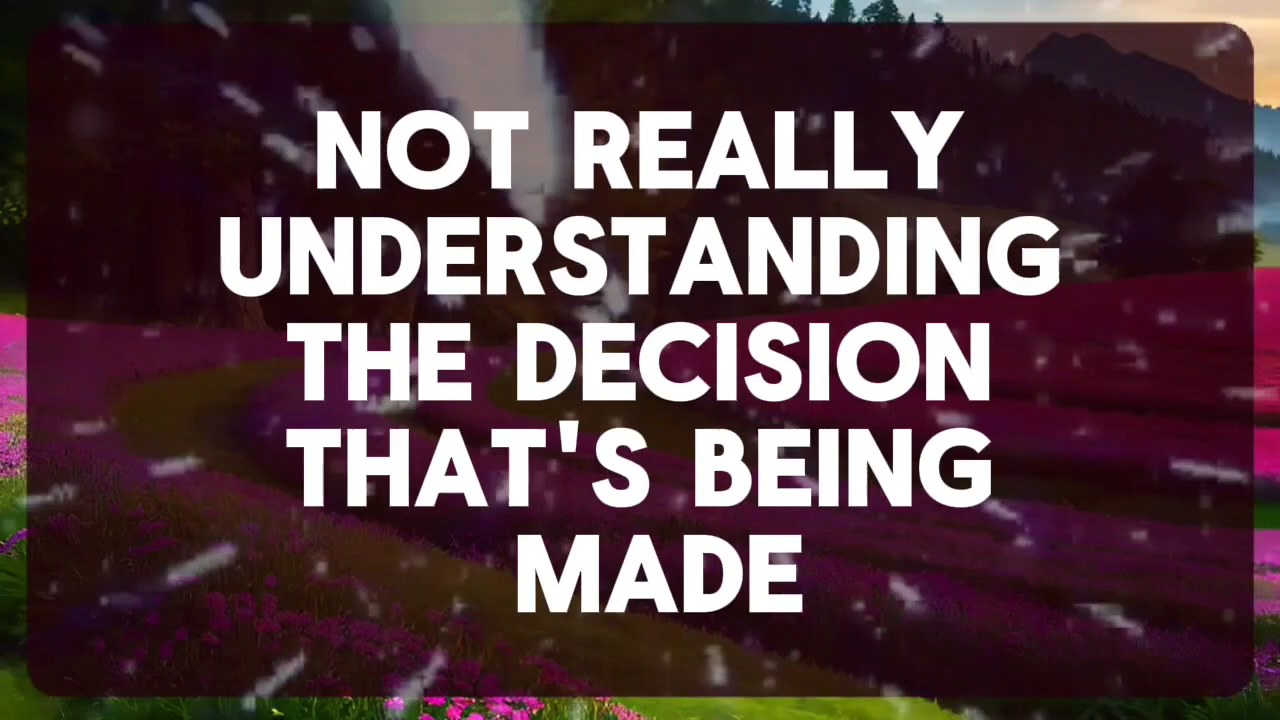 NOT REALLY
UNDERSTANDING
THE DECISION
THAT'S BEING
MADE